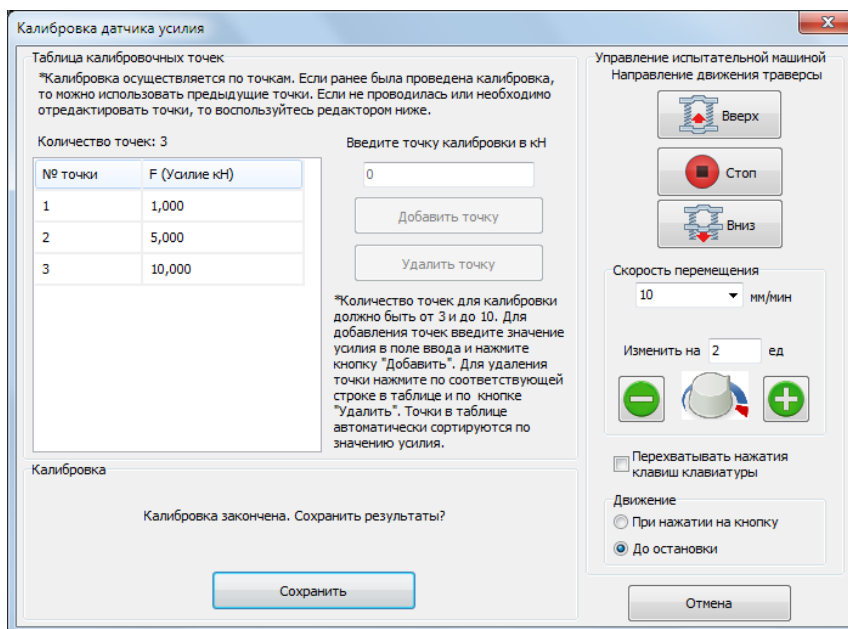 Калибровка датчика усилия
Таблица калибровочных точек
*Калибровка осуществляется по точкам. Если ранее была проведена калибровка,
то можно использовать предыдущие точки. Если не проводилась или необходимо
отредактировать точки, то воспользуйтесь редактором ниже.
Количество точек: 3
№ точки F (Усилие кН)
1 1,000
2 5,000
3 10,000
Введите точку калибровки в кН
0
Добавить точку
Удалить точку
*Количество точек для калибровки
должно быть от 3 и до 10. Для
добавления точек введите значение
усилия в поле ввода и нажмите
кнопку "Добавить". Для удаления
точки нажмите по соответствующей
строке в таблице и по кнопке
"Удалить". Точки в таблице
автоматически сортируются по
значению усилия.
Калибровка
Калибровка закончена. Сохранить результаты?
Сохранить
Управление испытательной машиной
Направление движения траверсы
Вверх
Стоп
Вниз
Скорость перемещения
10 мм/мин
Изменить на 2 ед
Перехватывать нажатия
клавиш клавиатуры
Движение
При нажатии на кнопку
До остановки
Отмена